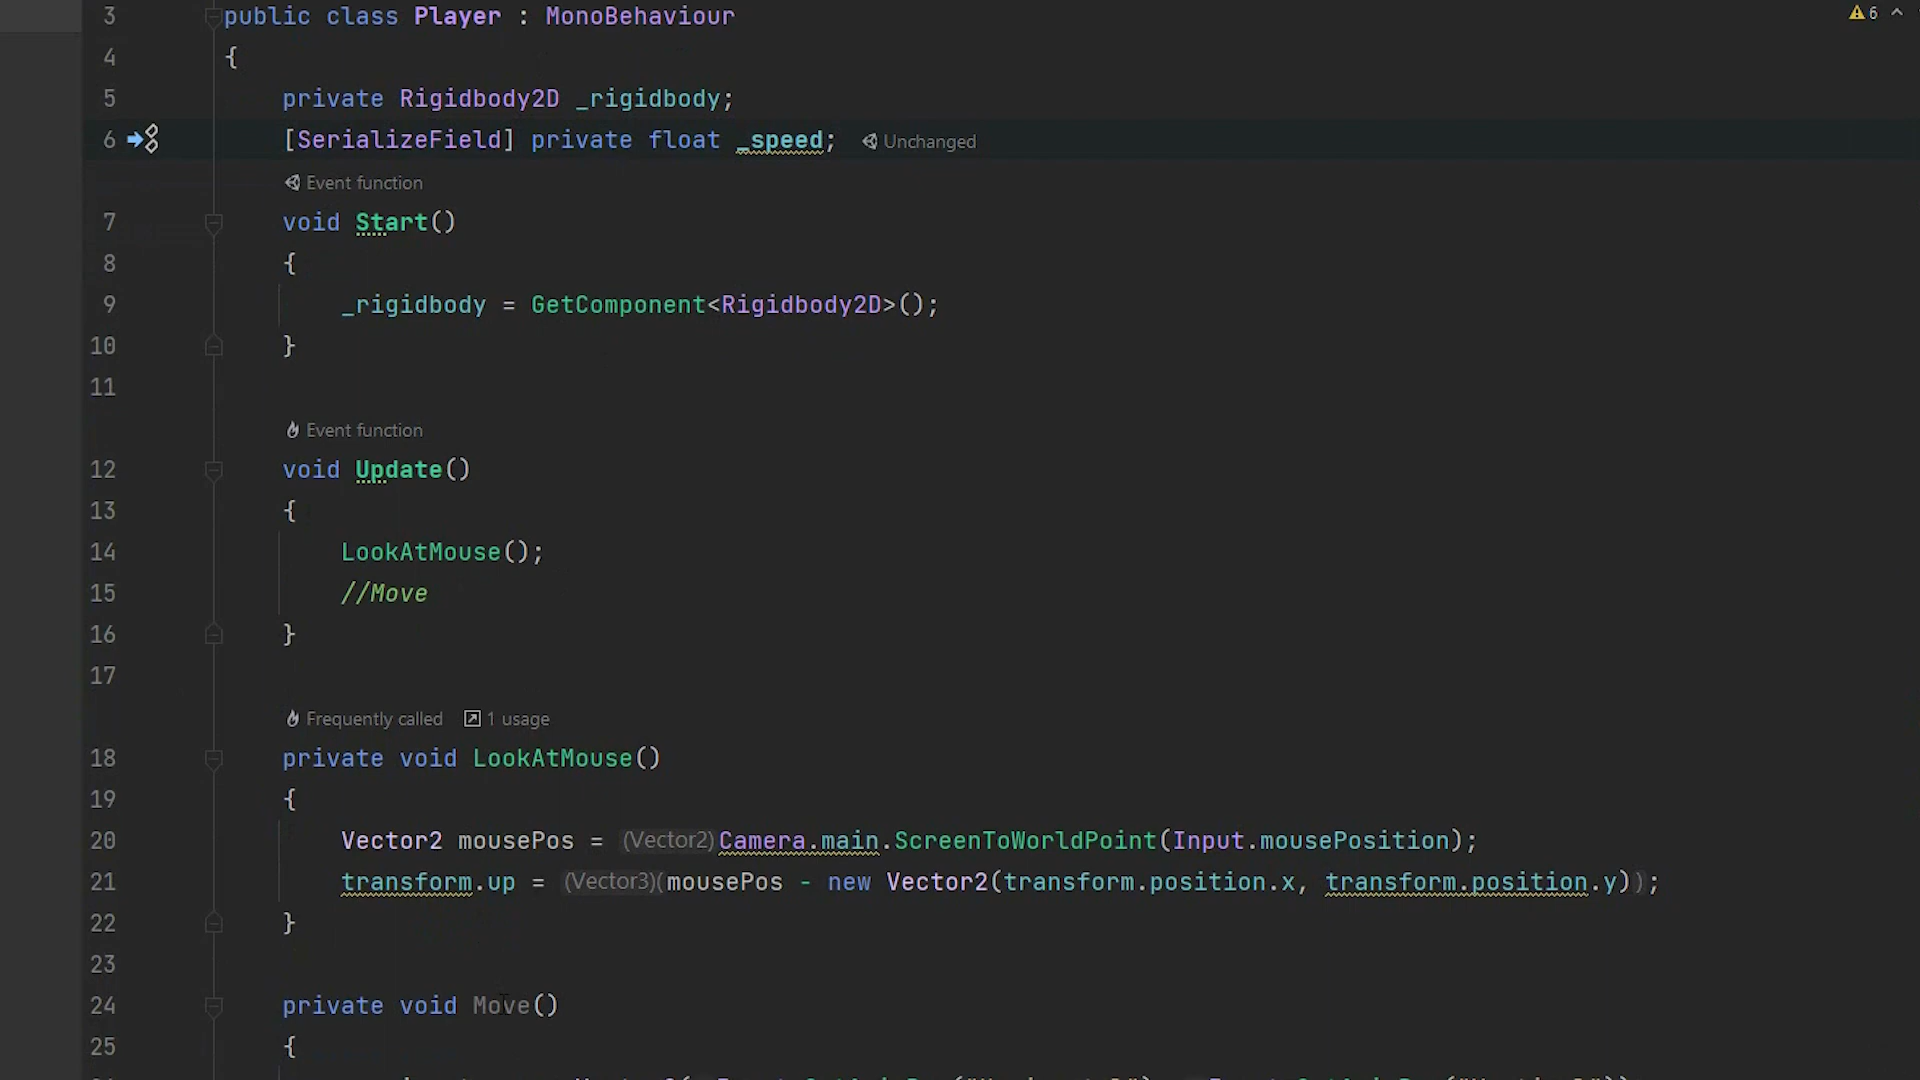 6
3 public class Player : MonoBehaviour
4 {
5 private Rigidbody2D _rigidbody;
6 [SerializeField] private float _speed; Unchanged
Event function
7 void Start()
8 {
9 _rigidbody = GetComponent<Rigidbody2D>();
10 }
11
Event function
12 void Update()
13 {
14 LookAtMouse();
15 //Move
16 }
17
Frequently called 1 usage
18 private void LookAtMouse()
19 {
20 Vector2 mousePos = (Vector2)Camera.main.ScreenToWorldPoint(Input.mousePosition);
21 transform.up = (Vector3)(mousePos - new Vector2(transform.position.x, transform.position.y));
22 }
23
24 private void Move()
25 {